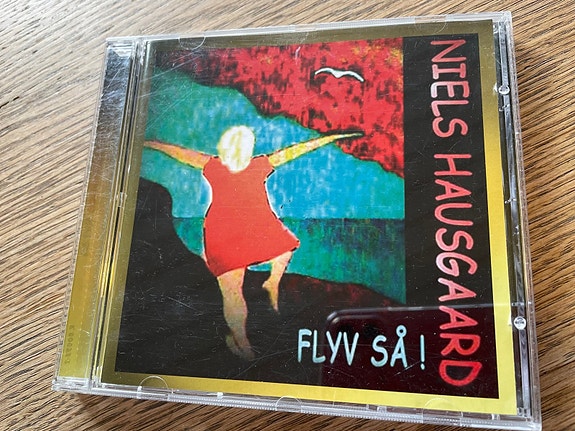 NIELS HAUSGAARD
FLYV SÅ !